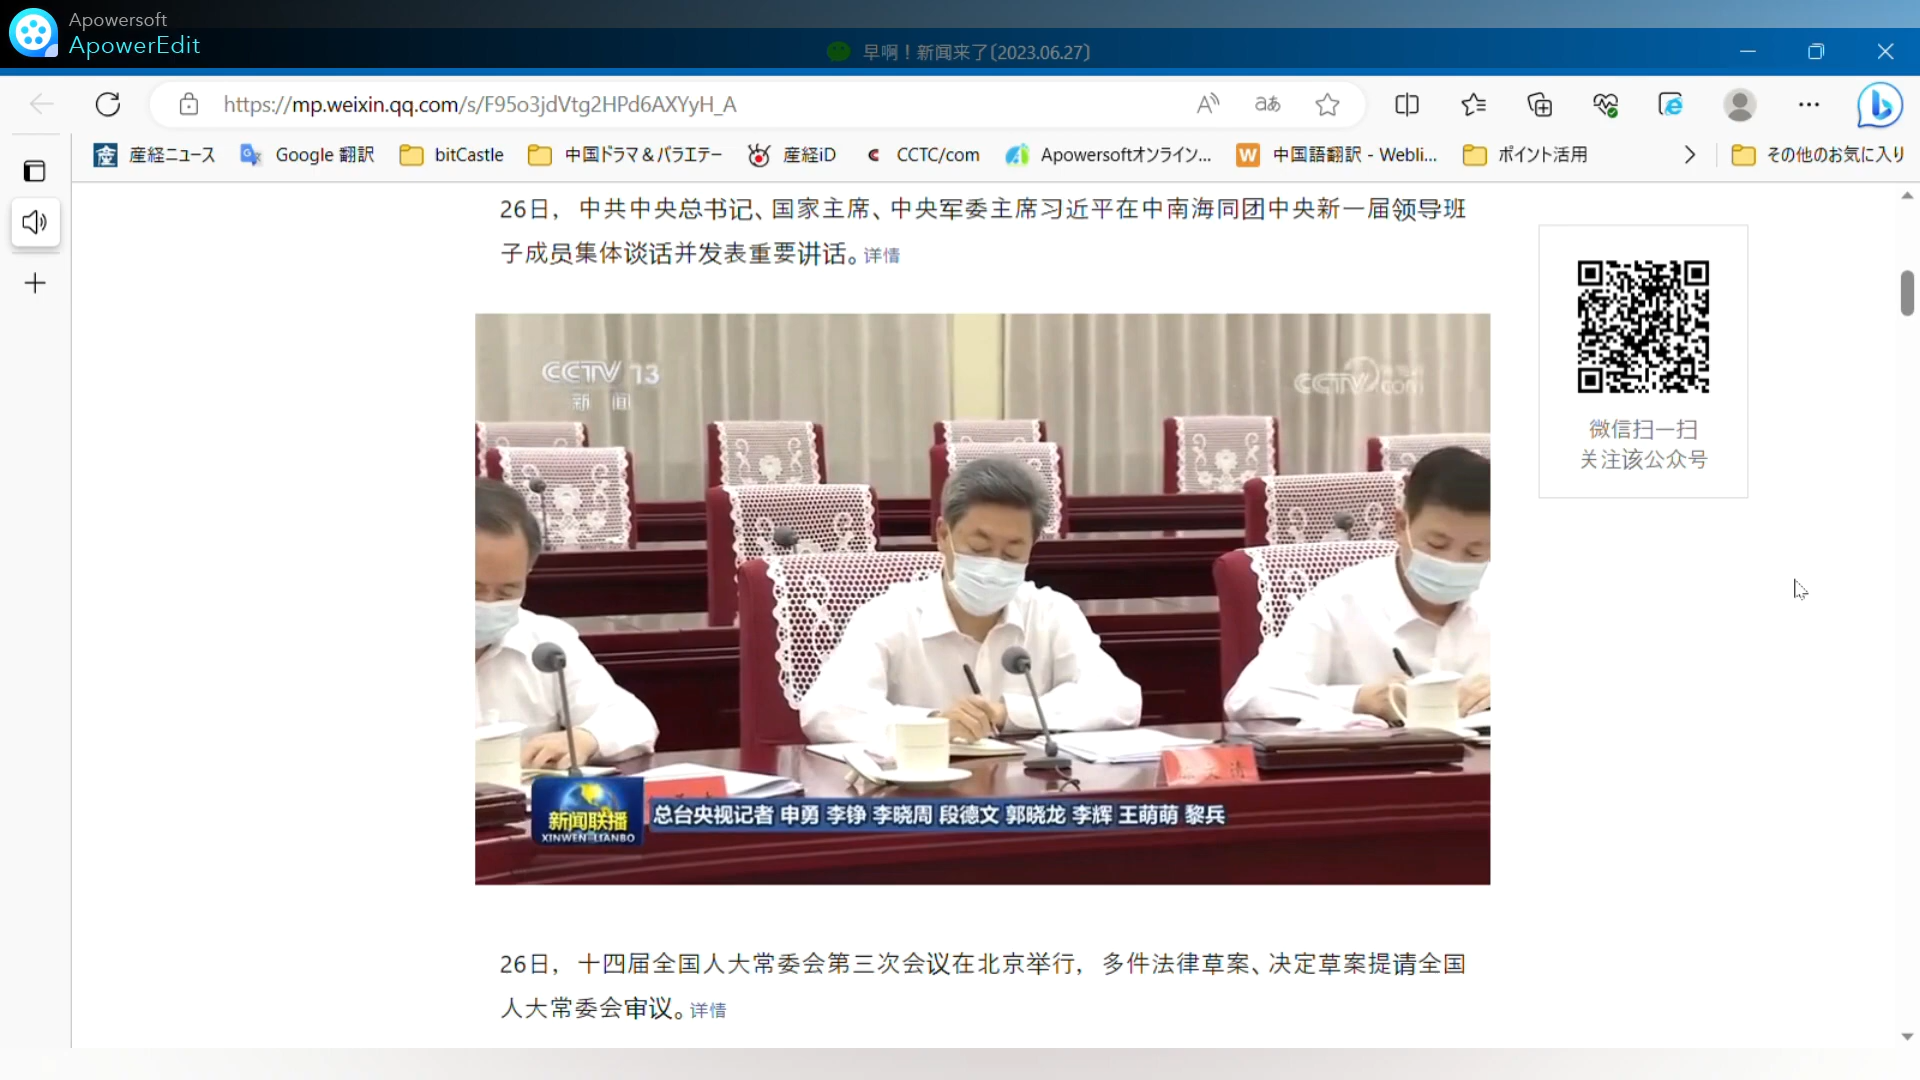 Apowersoft
ApowerEdit
早啊！新闻来了〔2023.06.27〕
https://mp.weixin.qq.com/s/F95o3jdVtg2HPd6AXYyH_A
産経ニュース
Google 翻訳
bitCastle
中国ドラマ＆バラエテー
産経iD
CCTC/com
Apowersoftオンライン...
中国語翻訳 - Webli...
ポイント活用
その他のお気に入り
26日，中共中央总书记、国家主席、中央军委主席习近平在中南海同团中央新一届领导班
子成员集体谈话并发表重要讲话。详情
CCTV 13
新 闻
CCTV.com
微信扫一扫
关注该公众号
新闻联播
XINWEN LIANBO
总台央视记者 申勇 李铮 李晓周 段德文 郭晓龙 李辉 王萌萌 黎兵
26日，十四届全国人大常委会第三次会议在北京举行，多件法律草案、决定草案提请全国
人大常委会审议。详情